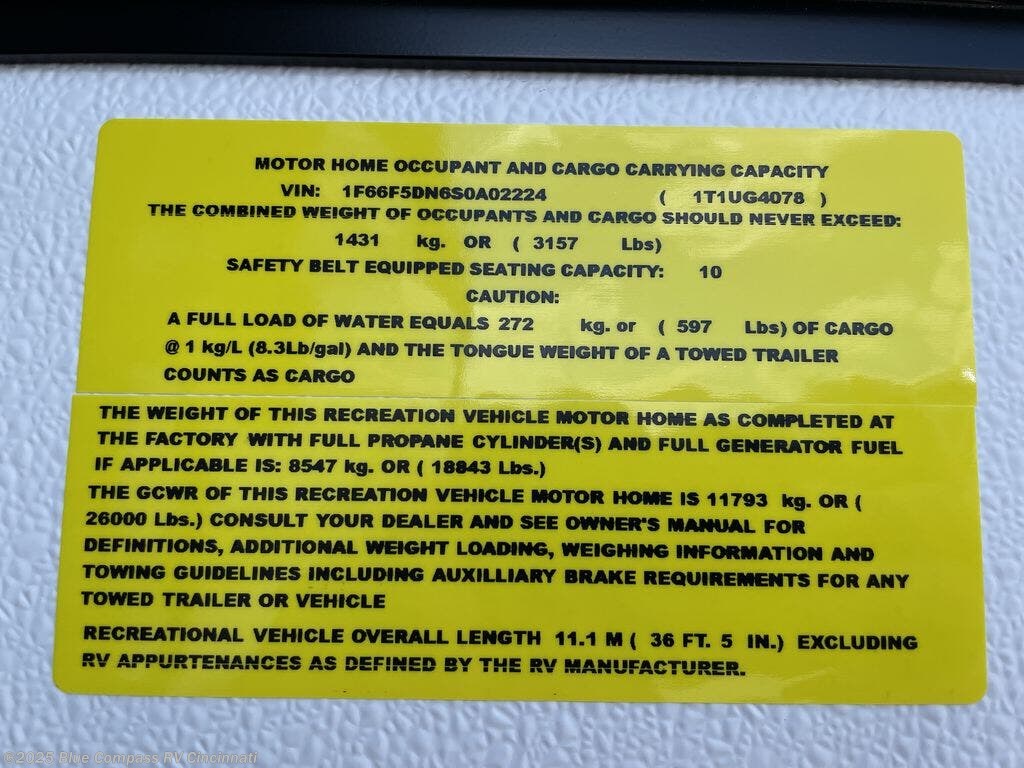 MOTOR HOME OCCUPANT AND CARGO CARRYING CAPACITY
VIN: 1F66F5DN6S0A02224 ( 1T1UG4078 )
THE COMBINED WEIGHT OF OCCUPANTS AND CARGO SHOULD NEVER EXCEED:
1431 kg. OR ( 3157 Lbs)
SAFETY BELT EQUIPPED SEATING CAPACITY: 10
CAUTION:
A FULL LOAD OF WATER EQUALS 272 kg. or ( 597 Lbs) OF CARGO
@ 1 kg/L (8.3Lb/gal) AND THE TONGUE WEIGHT OF A TOWED TRAILER
COUNTS AS CARGO
THE WEIGHT OF THIS RECREATION VEHICLE MOTOR HOME AS COMPLETED AT
THE FACTORY WITH FULL PROPANE CYLINDER(S) AND FULL GENERATOR FUEL
IF APPLICABLE IS: 8547 kg. OR ( 18843 Lbs.)
THE GCWR OF THIS RECREATION VEHICLE MOTOR HOME IS 11793 kg. OR (
26000 Lbs.) CONSULT YOUR DEALER AND SEE OWNER'S MANUAL FOR
DEFINITIONS, ADDITIONAL WEIGHT LOADING, WEIGHING INFORMATION AND
TOWING GUIDELINES INCLUDING AUXILLIARY BRAKE REQUIREMENTS FOR ANY
TOWED TRAILER OR VEHICLE
RECREATIONAL VEHICLE OVERALL LENGTH 11.1 M ( 36 FT. 5 IN.) EXCLUDING
RV APPURTENANCES AS DEFINED BY THE RV MANUFACTURER.
©2025 Blue Compass RV Cincinnati